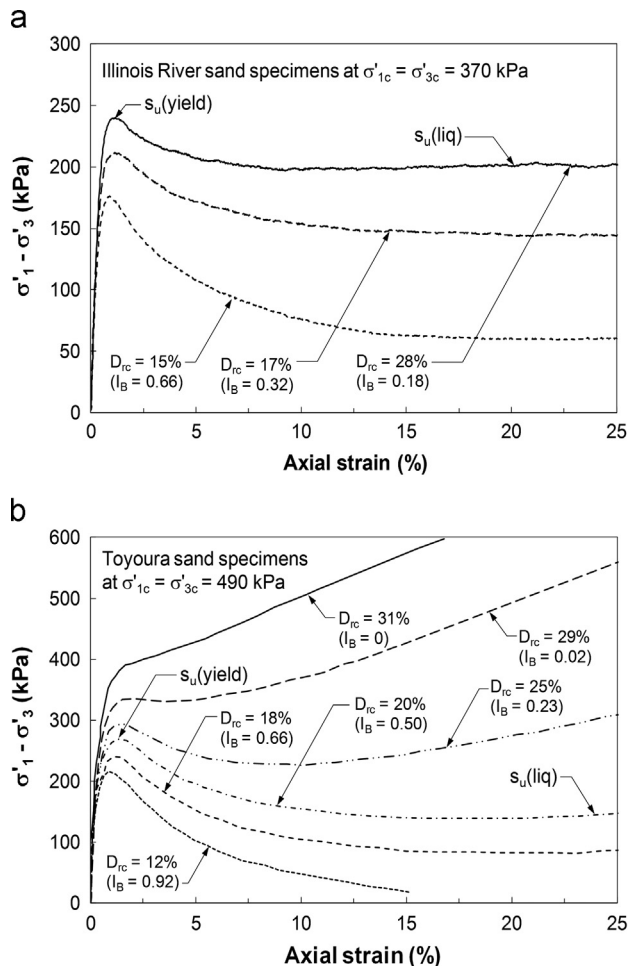 a
300
250
200
150
100
50
0
σ'1 - σ'3 (kPa)
Illinois River sand specimens at σ'1c = σ'3c = 370 kPa
su(yield)
su(liq)
Drc = 15%
(IB = 0.66)
Drc = 17%
(IB = 0.32)
Drc = 28%
(IB = 0.18)
0 5 10 15 20 25
Axial strain (%)
b
600
500
400
300
200
100
0
σ'1 - σ'3 (kPa)
Toyoura sand specimens
at σ'1c = σ'3c = 490 kPa
Drc = 31%
(IB = 0)
Drc = 29%
(IB = 0.02)
su(yield)
Drc = 18%
(IB = 0.66)
Drc = 20%
(IB = 0.50)
Drc = 25%
(IB = 0.23)
su(liq)
Drc = 12%
(IB = 0.92)
0 5 10 15 20 25
Axial strain (%)